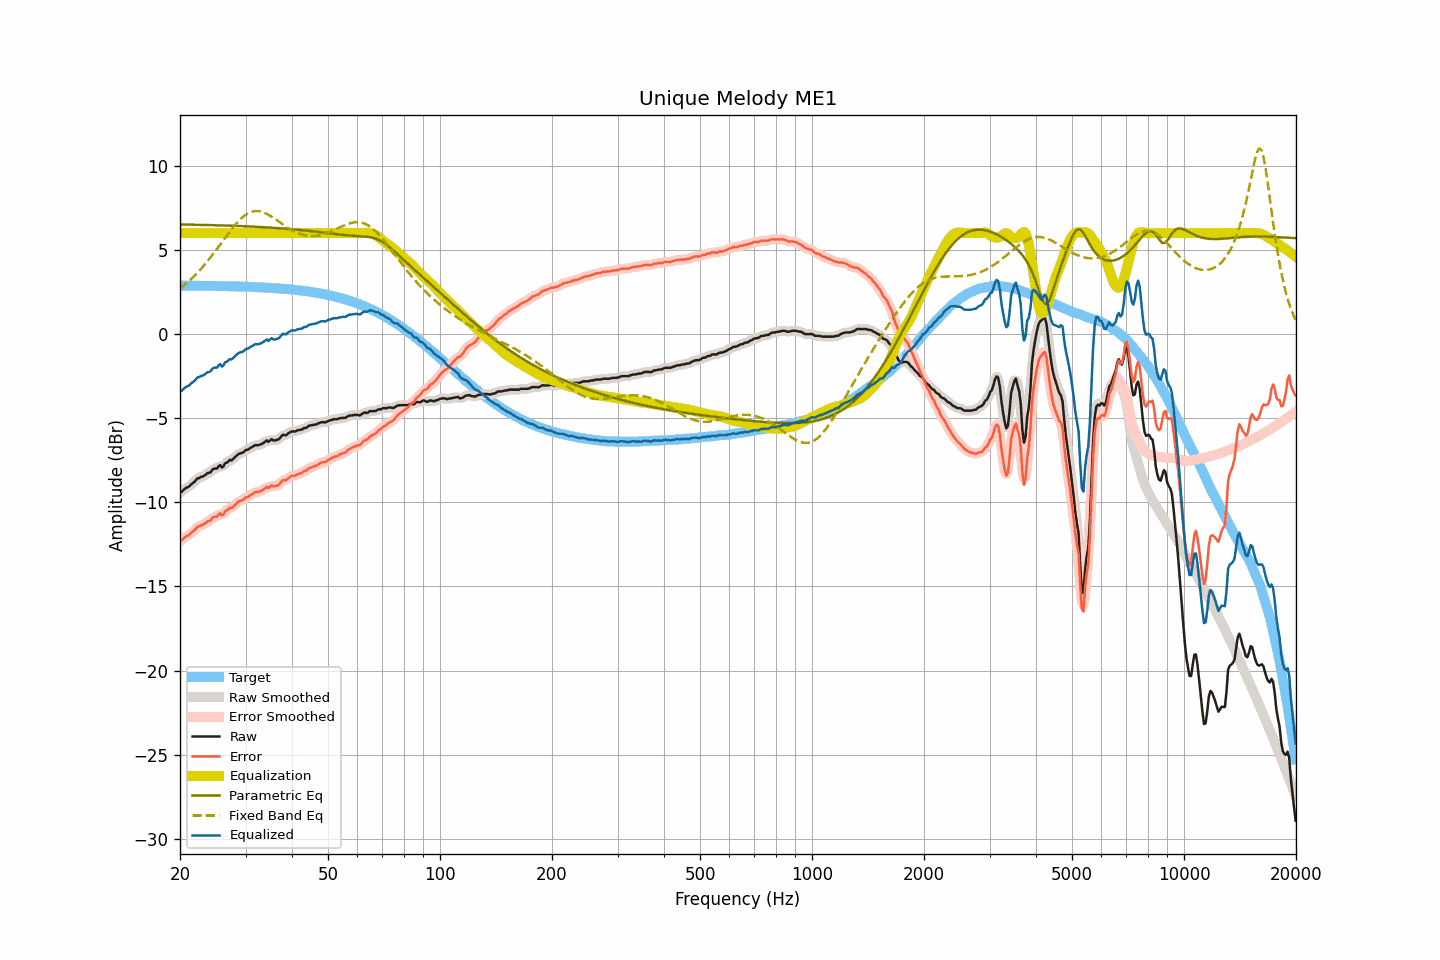 Unique Melody ME1
10
5
0
−5
−10
−15
−20
−25
−30
Amplitude (dBr)
Target
Raw Smoothed
Error Smoothed
Raw
Error
Equalization
Parametric Eq
Fixed Band Eq
Equalized
20 50 100 200 500 1000 2000 5000 10000 20000
Frequency (Hz)